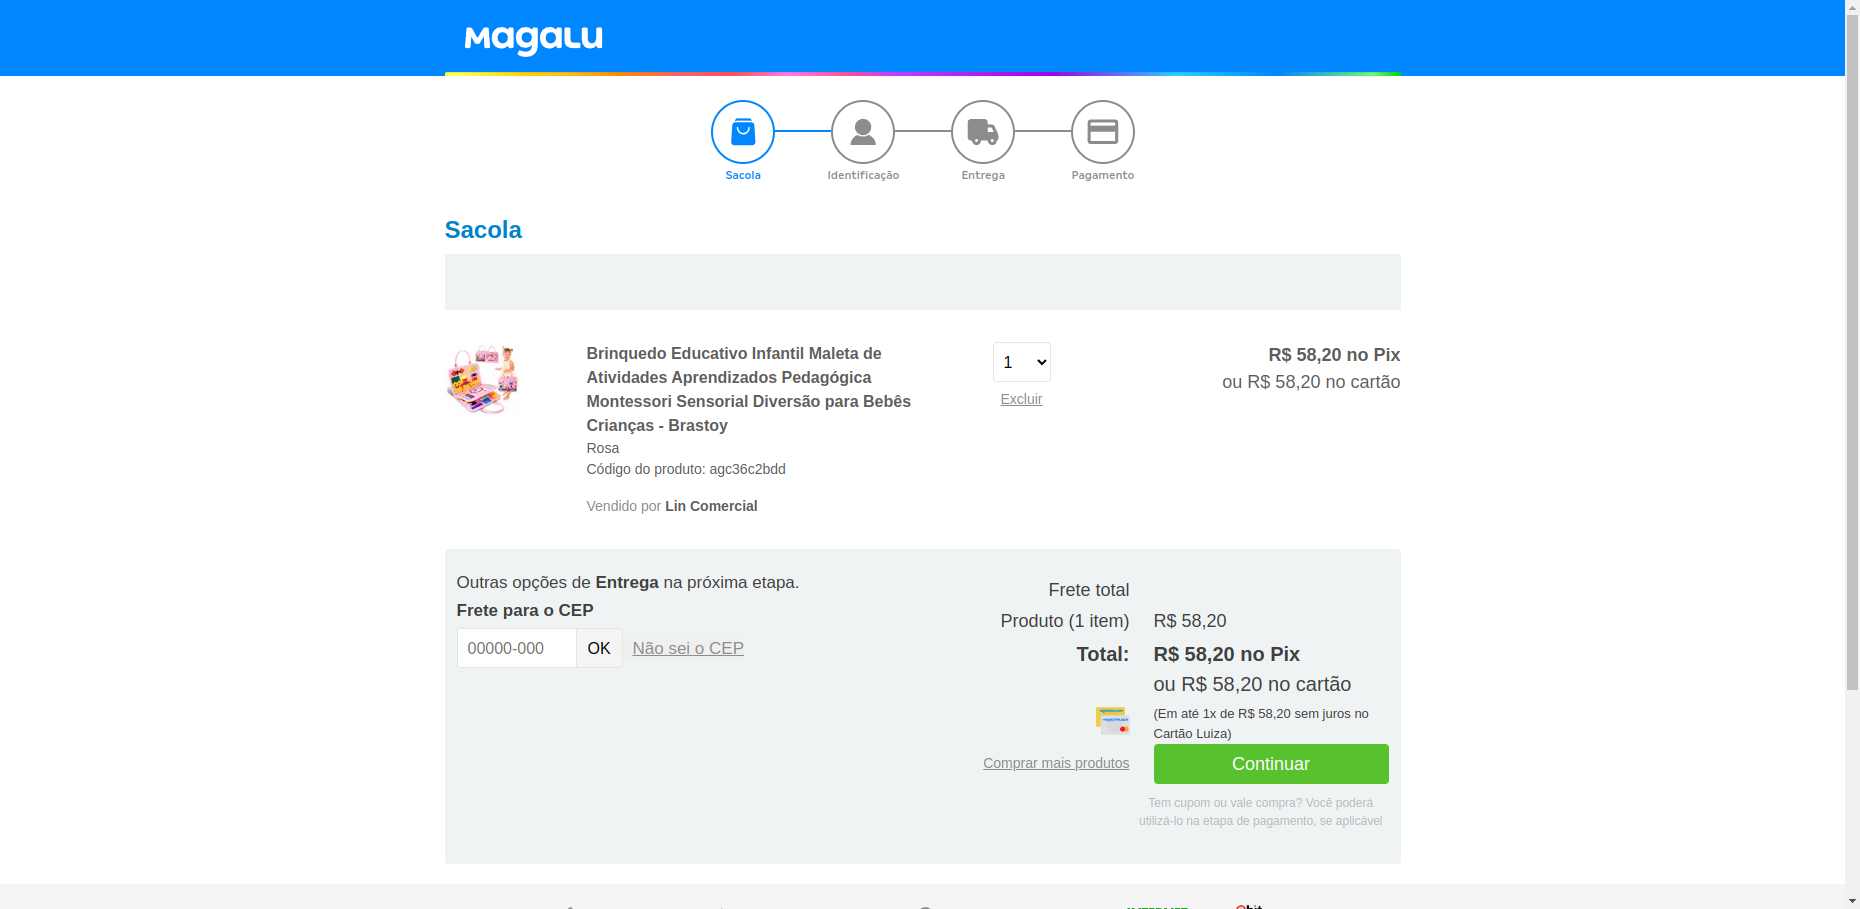 Magalu
Sacola
Identificação
Entrega
Pagamento
Sacola
Brinquedo Educativo Infantil Maleta de
Atividades Aprendizados Pedagógica
Montessori Sensorial Diversão para Bebês
Crianças - Brastoy
Rosa
Código do produto: agc36c2bdd
Vendido por Lin Comercial
1
Excluir
R$ 58,20 no Pix
ou R$ 58,20 no cartão
Outras opções de Entrega na próxima etapa.
Frete para o CEP
00000-000 OK Não sei o CEP
Frete total
Produto (1 item) R$ 58,20
Total: R$ 58,20 no Pix
ou R$ 58,20 no cartão
(Em até 1x de R$ 58,20 sem juros no
Cartão Luiza)
Comprar mais produtos Continuar
Tem cupom ou vale compra? Você poderá
utilizá-lo na etapa de pagamento, se aplicável